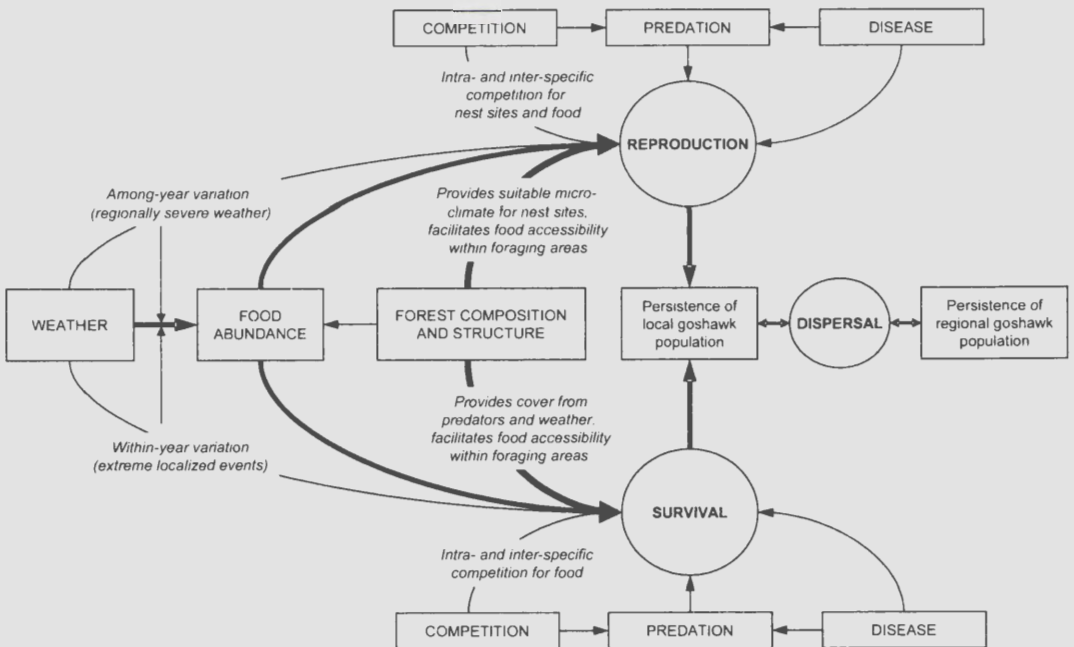 COMPETITION
PREDATION
DISEASE
Intra- and inter-specific
competition for
nest sites and food
REPRODUCTION
Among-year variation
(regionally severe weather)
Provides suitable micro-
climate for nest sites,
facilitates food accessibility
within foraging areas
WEATHER
FOOD
ABUNDANCE
FOREST COMPOSITION
AND STRUCTURE
Persistence of
local goshawk
population
DISPERSAL
Persistence of
regional goshawk
population
Provides cover from
predators and weather,
facilitates food accessibility
within foraging areas
Within-year variation
(extreme localized events)
SURVIVAL
Intra- and inter-specific
competition for food
COMPETITION
PREDATION
DISEASE